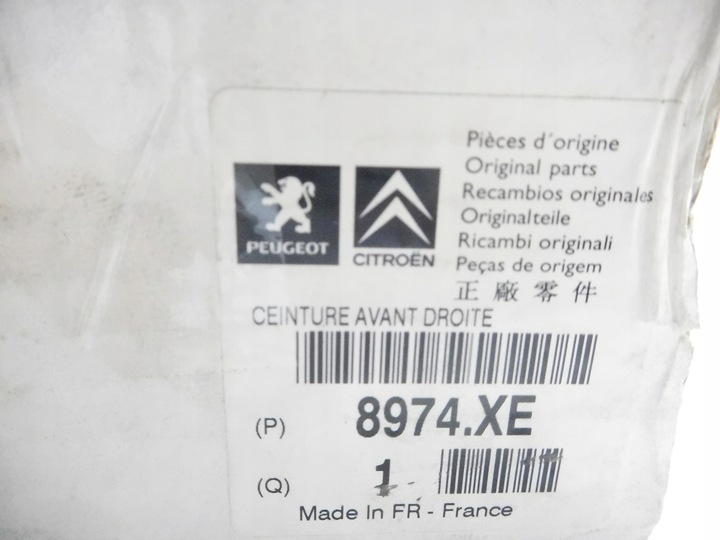 Pièces d'origine
Original parts
Recambios originales
Originalteile
Ricambi originali
Peças de origem
正廠零件
PEUGEOT
CITROËN
CEINTURE AVANT DROITE
(P) 8974.XE
(Q) 1
Made In FR - France